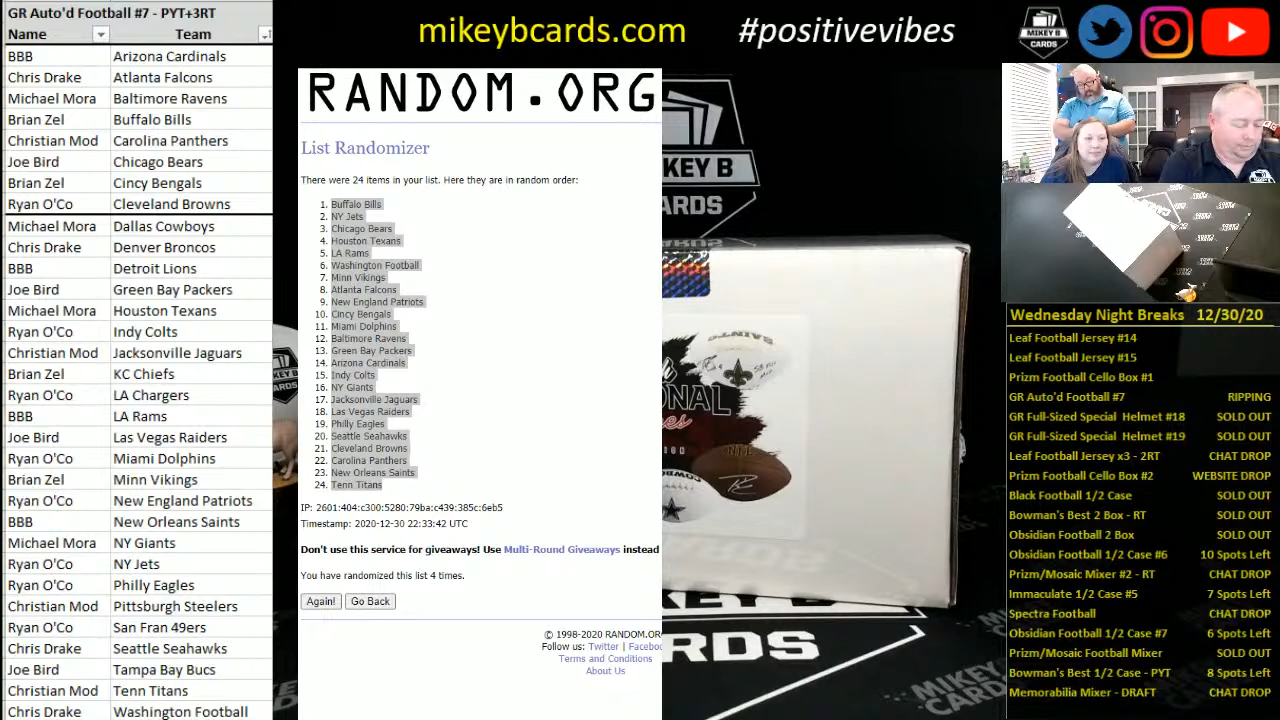 GR Auto'd Football #7 - PYT+3RT
Name Team
BBB Arizona Cardinals
Chris Drake Atlanta Falcons
Michael Mora Baltimore Ravens
Brian Zel Buffalo Bills
Christian Mod Carolina Panthers
Joe Bird Chicago Bears
Brian Zel Cincy Bengals
Ryan O'Co Cleveland Browns
Michael Mora Dallas Cowboys
Chris Drake Denver Broncos
BBB Detroit Lions
Joe Bird Green Bay Packers
Michael Mora Houston Texans
Ryan O'Co Indy Colts
Christian Mod Jacksonville Jaguars
Brian Zel KC Chiefs
Ryan O'Co LA Chargers
BBB LA Rams
Joe Bird Las Vegas Raiders
Ryan O'Co Miami Dolphins
Brian Zel Minn Vikings
Ryan O'Co New England Patriots
BBB New Orleans Saints
Michael Mora NY Giants
Ryan O'Co NY Jets
Ryan O'Co Philly Eagles
Christian Mod Pittsburgh Steelers
Ryan O'Co San Fran 49ers
Chris Drake Seattle Seahawks
Joe Bird Tampa Bay Bucs
Christian Mod Tenn Titans
Chris Drake Washington Football
mikeybcards.com #positivevibes
MIKEY B
CARDS
RANDOM.ORG
List Randomizer
There were 24 items in your list. Here they are in random order:
1. Buffalo Bills
2. NY Jets
3. Chicago Bears
4. Houston Texans
5. LA Rams
6. Washington Football
7. Minn Vikings
8. Atlanta Falcons
9. New England Patriots
10. Cincy Bengals
11. Miami Dolphins
12. Baltimore Ravens
13. Green Bay Packers
14. Arizona Cardinals
15. Indy Colts
16. NY Giants
17. Jacksonville Jaguars
18. Las Vegas Raiders
19. Philly Eagles
20. Seattle Seahawks
21. Cleveland Browns
22. Carolina Panthers
23. New Orleans Saints
24. Tenn Titans
IP: 2601:404:c300:5280:79ba:c439:385c:6eb5
Timestamp: 2020-12-30 22:33:42 UTC
Don't use this service for giveaways! Use Multi-Round Giveaways instead
You have randomized this list 4 times.
Again! Go Back
© 1998-2020 RANDOM.OR
Follow us: Twitter | Faceboo
Terms and Conditions
About Us
KEY B
ARDS
SAINTS
ONAL
NFL
COWBOYS
KEY B
RDS
MIKEY B
CARDS
Wednesday Night Breaks 12/30/20
Leaf Football Jersey #14
Leaf Football Jersey #15
Prizm Football Cello Box #1
GR Auto'd Football #7 RIPPING
GR Full-Sized Special Helmet #18 SOLD OUT
GR Full-Sized Special Helmet #19 SOLD OUT
Leaf Football Jersey x3 - 2RT CHAT DROP
Prizm Football Cello Box #2 WEBSITE DROP
Black Football 1/2 Case SOLD OUT
Bowman's Best 2 Box - RT SOLD OUT
Obsidian Football 2 Box SOLD OUT
Obsidian Football 1/2 Case #6 10 Spots Left
Prizm/Mosaic Mixer #2 - RT CHAT DROP
Immaculate 1/2 Case #5 7 Spots Left
Spectra Football CHAT DROP
Obsidian Football 1/2 Case #7 6 Spots Left
Prizm/Mosaic Football Mixer SOLD OUT
Bowman's Best 1/2 Case - PYT 8 Spots Left
Memorabilia Mixer - DRAFT CHAT DROP